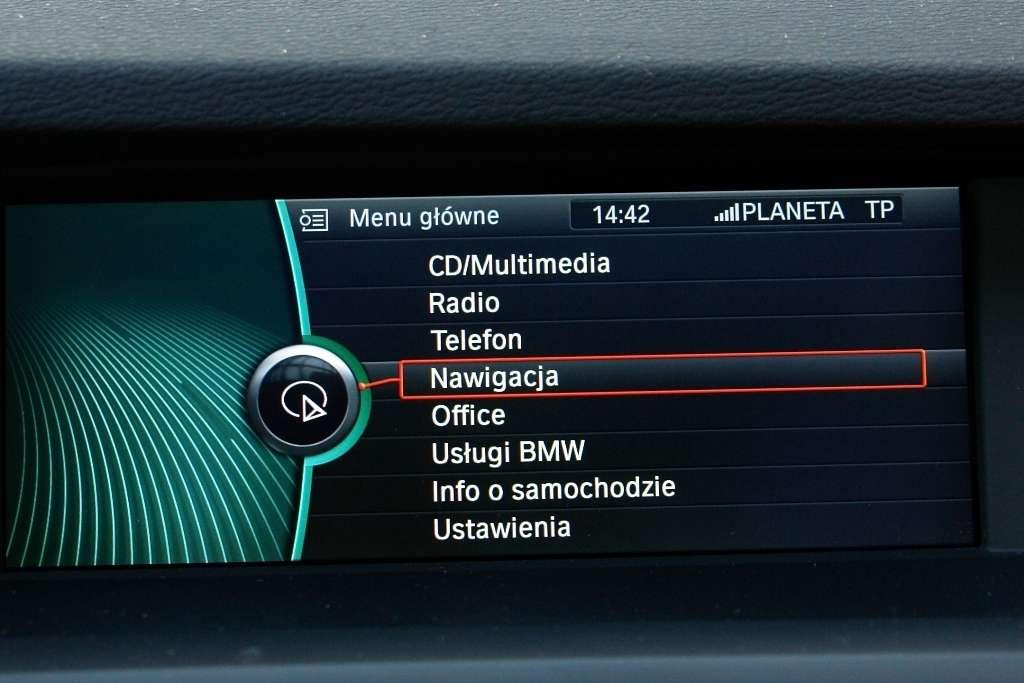 Menu główne 14:42 PLANETA TP
CD/Multimedia
Radio
Telefon
Nawigacja
Office
Usługi BMW
Info o samochodzie
Ustawienia